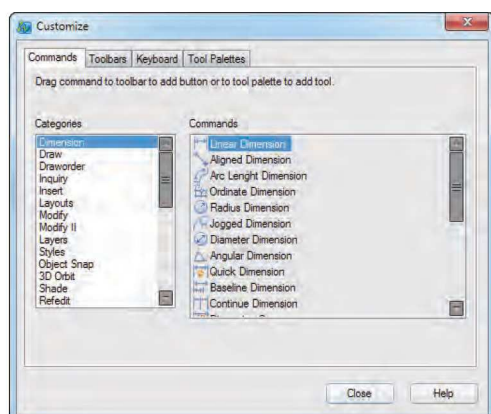 Customize
Commands Toolbars Keyboard Tool Palettes
Drag command to toolbar to add button or to tool palette to add tool.
Categories
Dimension
Draw
Draworder
Inquiry
Insert
Layouts
Modify
Modify II
Layers
Styles
Object Snap
3D Orbit
Shade
Refedit
Commands
Linear Dimension
Aligned Dimension
Arc Lenght Dimension
Ordinate Dimension
Radius Dimension
Jogged Dimension
Diameter Dimension
Angular Dimension
Quick Dimension
Baseline Dimension
Continue Dimension
Close Help